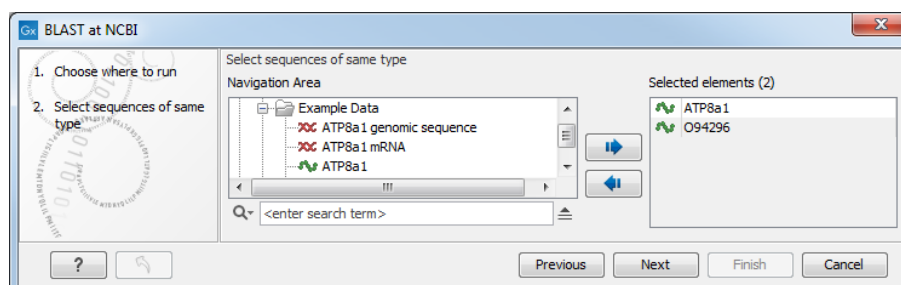 Gx BLAST at NCBI
1. Choose where to run
2. Select sequences of same
type
Select sequences of same type
Navigation Area
Example Data
ATP8a1 genomic sequence
ATP8a1 mRNA
ATP8a1
<enter search term>
Selected elements (2)
ATP8a1
O94296
?
Previous
Next
Finish
Cancel